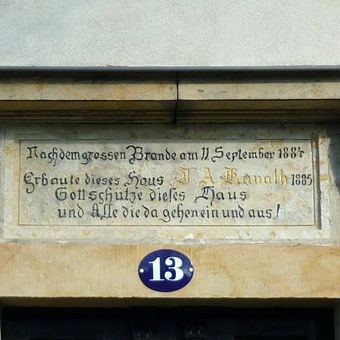 Nach dem grossen Brande am 11 September 1884
Erbaute dieses Haus J A Ranath 1885
Gott schütze dieses Haus
und Alle die da gehen ein und aus!
13